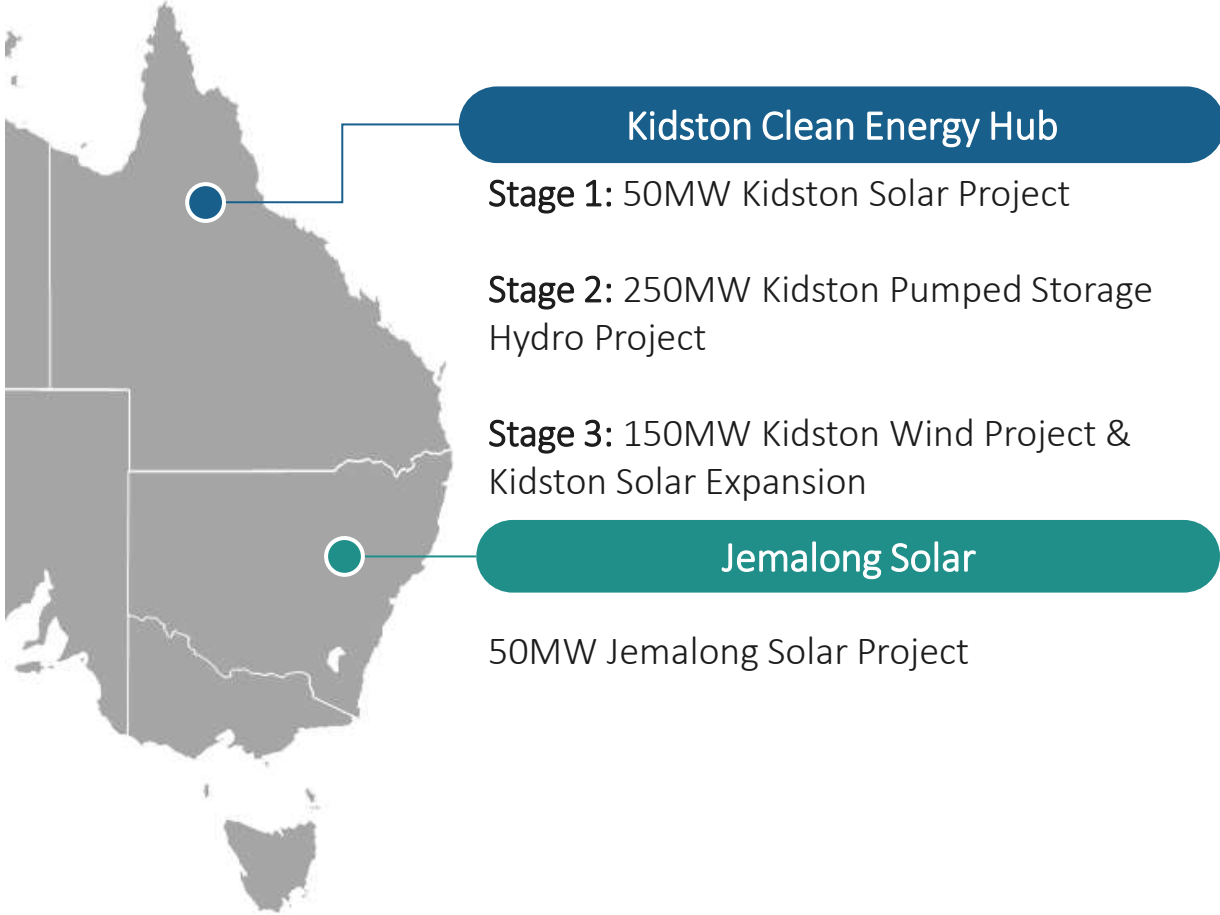 Kidston Clean Energy Hub
Stage 1: 50MW Kidston Solar Project
Stage 2: 250MW Kidston Pumped Storage
Hydro Project
Stage 3: 150MW Kidston Wind Project &
Kidston Solar Expansion
Jemalong Solar
50MW Jemalong Solar Project